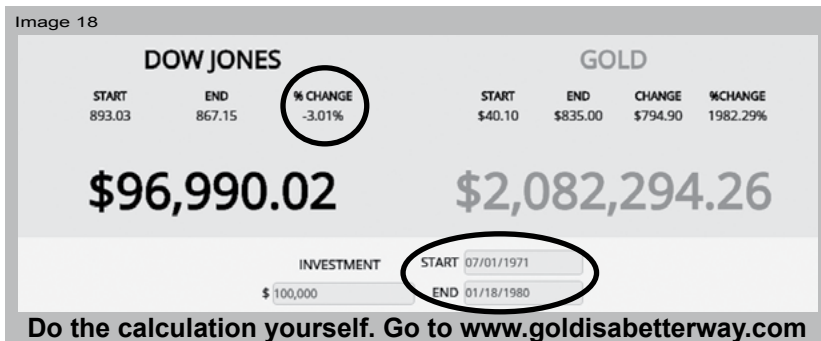 Image 18
DOW JONES GOLD
START END % CHANGE START END CHANGE %CHANGE
893.03 867.15 -3.01% $40.10 $835.00 $794.90 1982.29%
$96,990.02 $2,082,294.26
INVESTMENT START 07/01/1971
$ 100,000 END 01/18/1980
Do the calculation yourself. Go to www.goldisabetterway.com